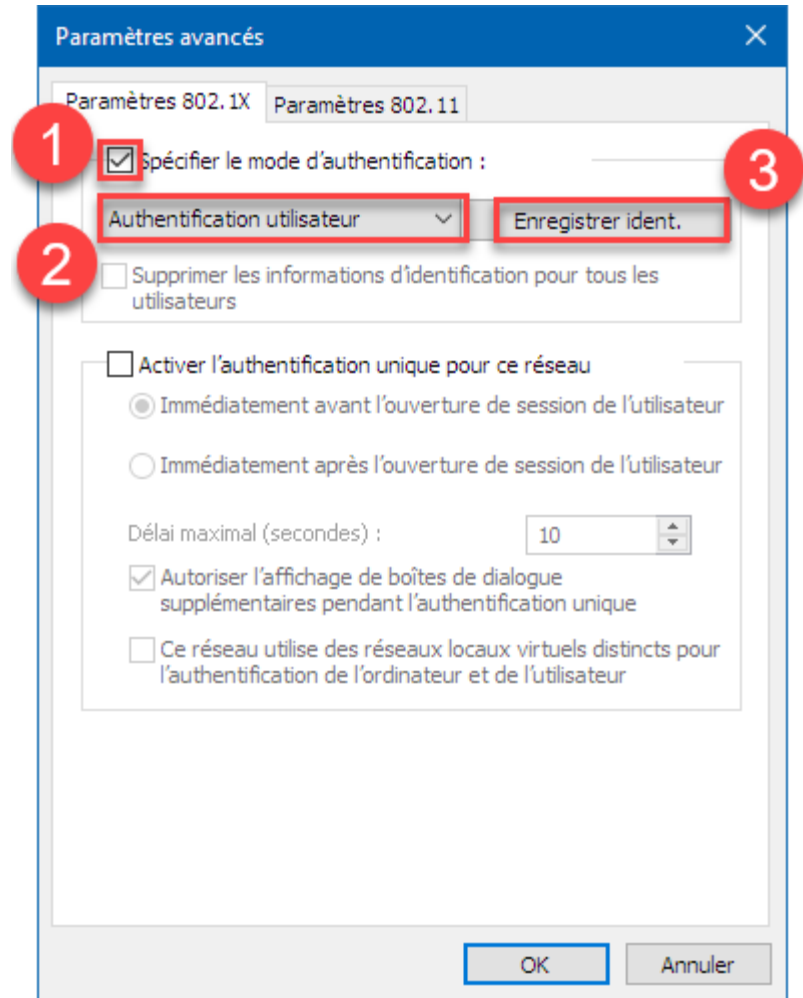 Paramètres avancés
Paramètres 802.1X
Paramètres 802.11
1
Spécifier le mode d'authentification :
3
Authentification utilisateur
Enregistrer ident.
2
Supprimer les informations d'identification pour tous les
utilisateurs
Activer l'authentification unique pour ce réseau
Immédiatement avant l'ouverture de session de l'utilisateur
Immédiatement après l'ouverture de session de l'utilisateur
Délai maximal (secondes) :
10
Autoriser l'affichage de boîtes de dialogue
supplémentaires pendant l'authentification unique
Ce réseau utilise des réseaux locaux virtuels distincts pour
l'authentification de l'ordinateur et de l'utilisateur
OK
Annuler